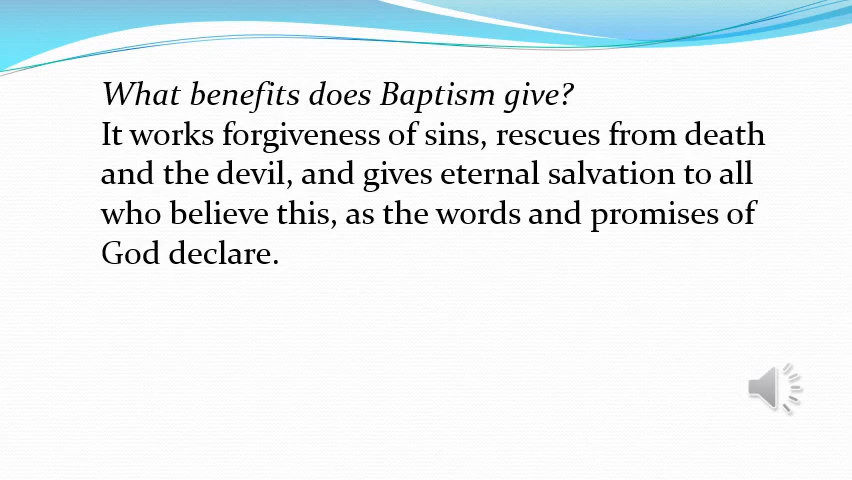 What benefits does Baptism give?
It works forgiveness of sins, rescues from death
and the devil, and gives eternal salvation to all
who believe this, as the words and promises of
God declare.